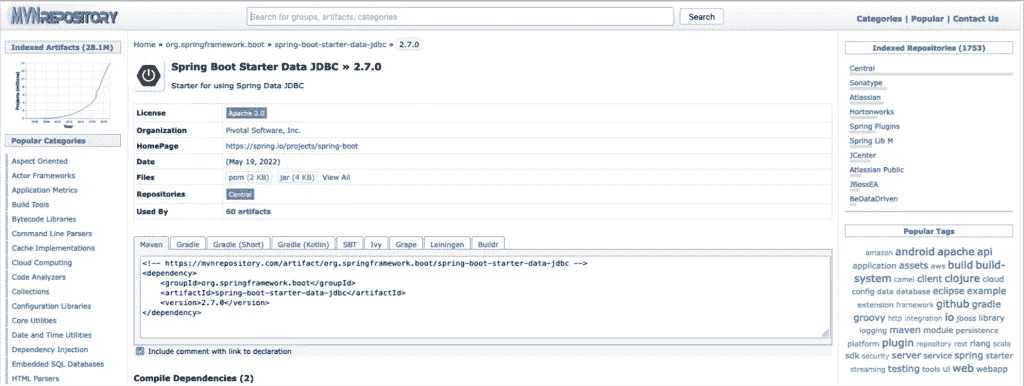 MVNREPOSITORY
Search for groups, artifacts, categories
Search
Categories | Popular | Contact Us
Indexed Artifacts (28.1M)
Projects (millions)
Year
Popular Categories
Aspect Oriented
Actor Frameworks
Application Metrics
Build Tools
Bytecode Libraries
Command Line Parsers
Cache Implementations
Cloud Computing
Code Analyzers
Collections
Configuration Libraries
Core Utilities
Date and Time Utilities
Dependency Injection
Embedded SQL Databases
HTML Parsers
Home » org.springframework.boot » spring-boot-starter-data-jdbc » 2.7.0
Spring Boot Starter Data JDBC » 2.7.0
Starter for using Spring Data JDBC
License Apache 2.0
Organization Pivotal Software, Inc.
HomePage https://spring.io/projects/spring-boot
Date (May 19, 2022)
Files pom (2 KB) jar (4 KB) View All
Repositories Central
Used By 60 artifacts
Maven Gradle Gradle (Short) Gradle (Kotlin) SBT Ivy Grape Leiningen Buildr
<!-- https://mvnrepository.com/artifact/org.springframework.boot/spring-boot-starter-data-jdbc -->
<dependency>
<groupId>org.springframework.boot</groupId>
<artifactId>spring-boot-starter-data-jdbc</artifactId>
<version>2.7.0</version>
</dependency>
Include comment with link to declaration
Compile Dependencies (2)
Indexed Repositories (1753)
Central
Sonatype
Atlassian
Hortonworks
Spring Plugins
Spring Lib M
JCenter
Atlassian Public
JBossEA
BeDataDriven
Popular Tags
amazon android apache api
application assets aws build build-
system camel client clojure cloud
config data database eclipse example
extension framework github gradle
groovy http integration io jboss library
logging maven module persistence
platform plugin repository rest rlang scala
sdk security server service spring starter
streaming testing tools ui web webapp